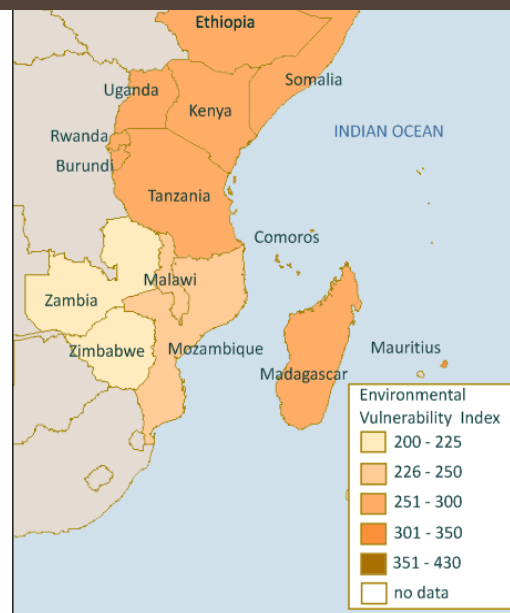 Ethiopia
Somalia
Uganda
Kenya
INDIAN OCEAN
Rwanda
Burundi
Tanzania
Comoros
Malawi
Zambia
Zimbabwe
Mozambique
Mauritius
Madagascar
Environmental
Vulnerability Index
200 - 225
226 - 250
251 - 300
301 - 350
351 - 430
no data